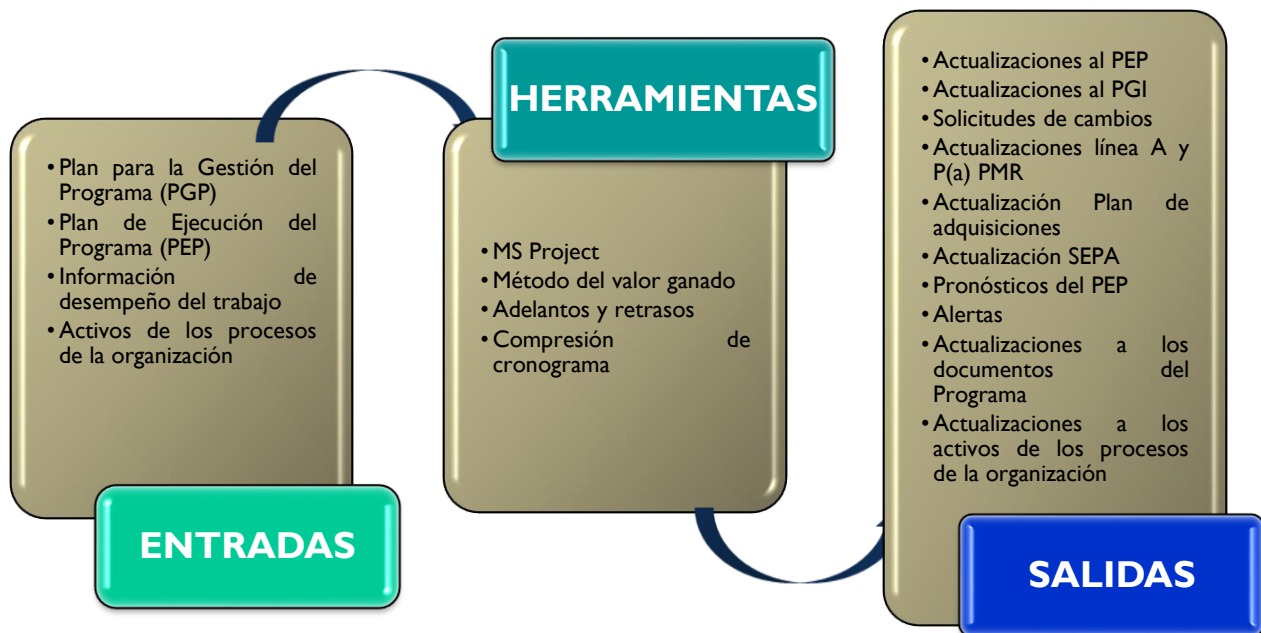 • Plan para la Gestión del
Programa (PGP)
• Plan de Ejecución del
Programa (PEP)
• Información de
desempeño del trabajo
• Activos de los procesos
de la organización
ENTRADAS
HERRAMIENTAS
• MS Project
• Método del valor ganado
• Adelantos y retrasos
• Compresión de
cronograma
• Actualizaciones al PEP
• Actualizaciones al PGI
• Solicitudes de cambios
• Actualizaciones línea A y
P(a) PMR
• Actualización Plan de
adquisiciones
• Actualización SEPA
• Pronósticos del PEP
• Alertas
• Actualizaciones a los
documentos del
Programa
• Actualizaciones a los
activos de los procesos
de la organización
SALIDAS